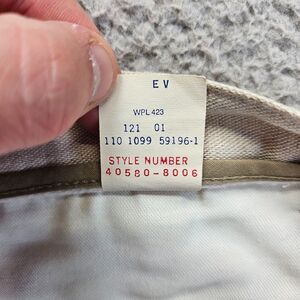 EV
WPL 423
121 01
110 1099 59196-1
STYLE NUMBER
40580-8006